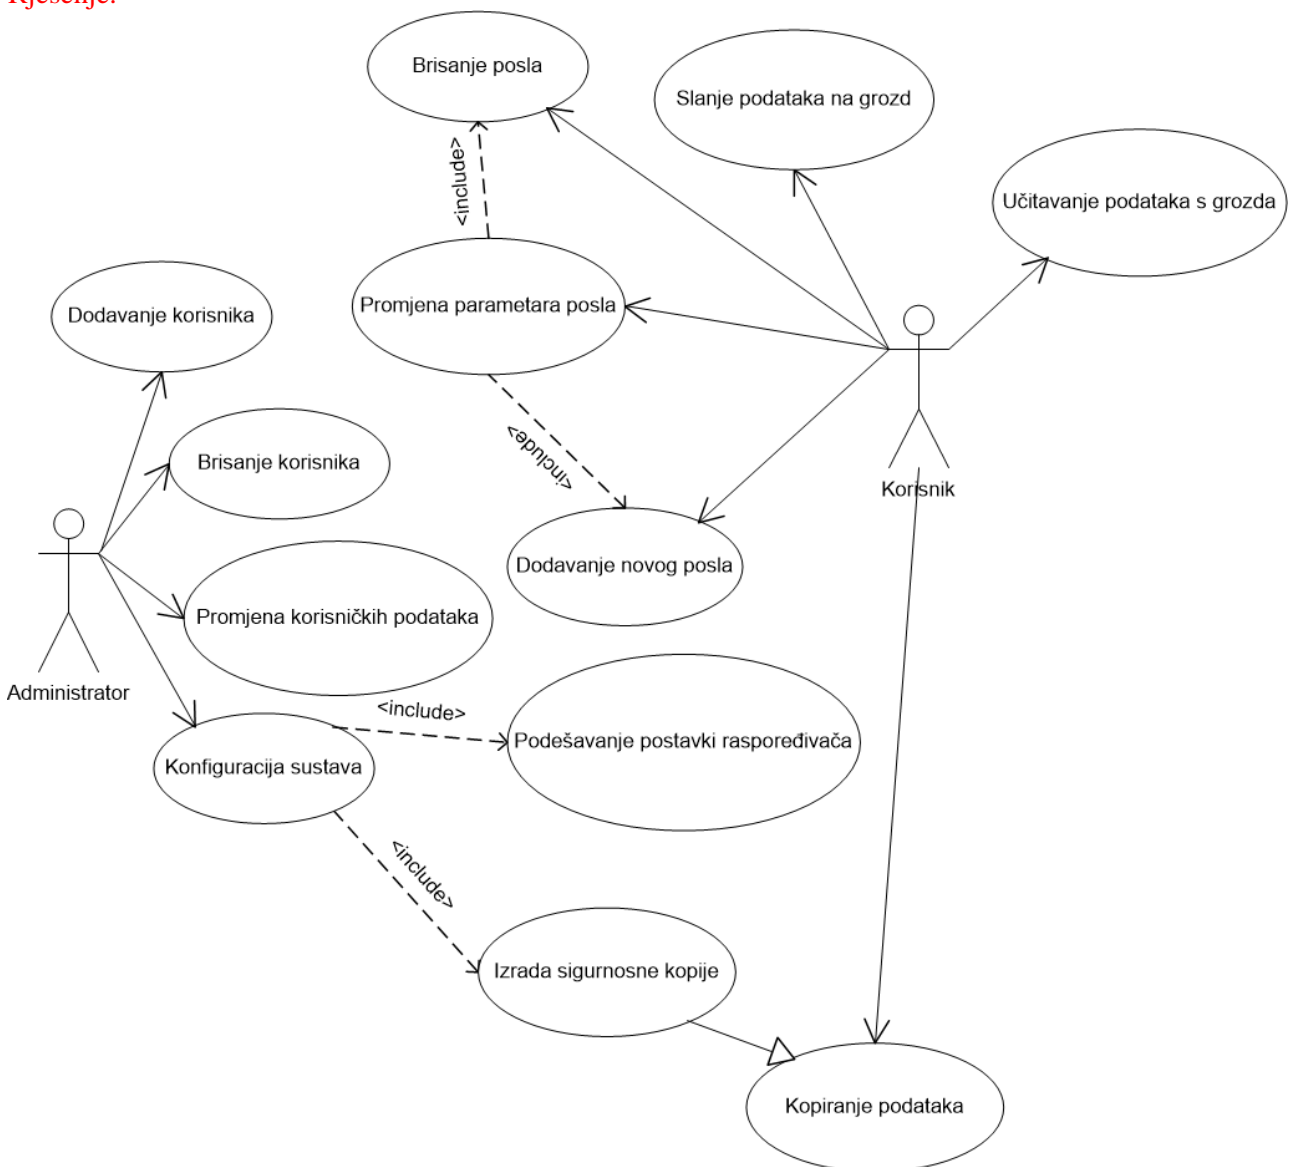 Rješenje:
Brisanje posla
Slanje podataka na grozd
<include>
Učitavanje podataka s grozda
Promjena parametara posla
Dodavanje korisnika
<include>
Brisanje korisnika
Korisnik
Dodavanje novog posla
Promjena korisničkih podataka
Administrator
<include>
Podešavanje postavki raspoređivača
Konfiguracija sustava
<include>
Izrada sigurnosne kopije
Kopiranje podataka